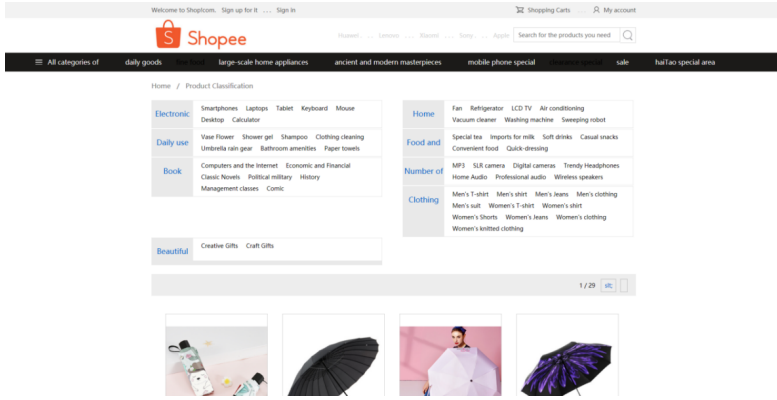 Welcome to Shoplcom. Sign up for it .... Sign in
Shopping Carts ... My account
Shopee
Huawei . ... Lenovo ... Xiaomi ... Sony . ... Apple
Search for the products you need
All categories of daily goods fine food large-scale home appliances ancient and modern masterpieces mobile phone special clearance special sale haiTao special area
Home / Product Classification
Electronic
Smartphones Laptops Tablet Keyboard Mouse
Desktop Calculator
Home
Fan Refrigerator LCD TV Air conditioning
Vacuum cleaner Washing machine Sweeping robot
Daily use
Vase Flower Shower gel Shampoo Clothing cleaning
Umbrella rain gear Bathroom amenities Paper towels
Food and
Special tea Imports for milk Soft drinks Casual snacks
Convenient food Quick-dressing
Book
Computers and the Internet Economic and Financial
Classic Novels Political military History
Management classes Comic
Number of
MP3 SLR camera Digital cameras Trendy Headphones
Home Audio Professional audio Wireless speakers
Clothing
Men's T-shirt Men's shirt Men's Jeans Men's clothing
Men's suit Women's T-shirt Women's shirt
Women's Shorts Women's Jeans Women's clothing
Women's knitted clothing
Beautiful
Creative Gifts Craft Gifts
1 / 29